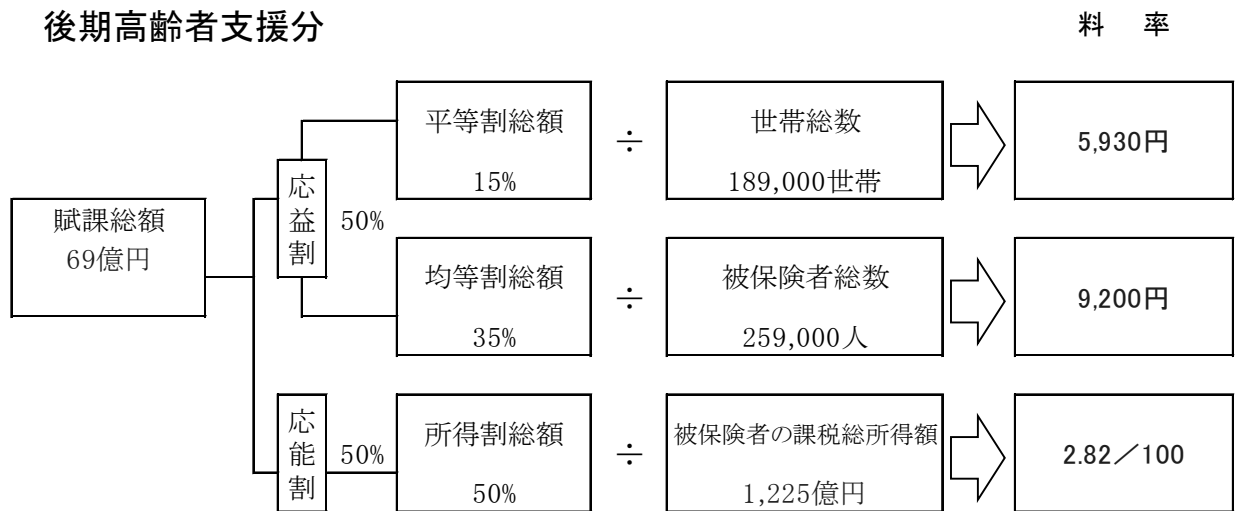 後期高齢者支援分
料 率
賦課総額
69億円
応益割
50%
平等割総額
15%
÷
世帯総数
189,000世帯
5,930円
均等割総額
35%
÷
被保険者総数
259,000人
9,200円
応能割
50%
所得割総額
50%
÷
被保険者の課税総所得額
1,225億円
2.82／100